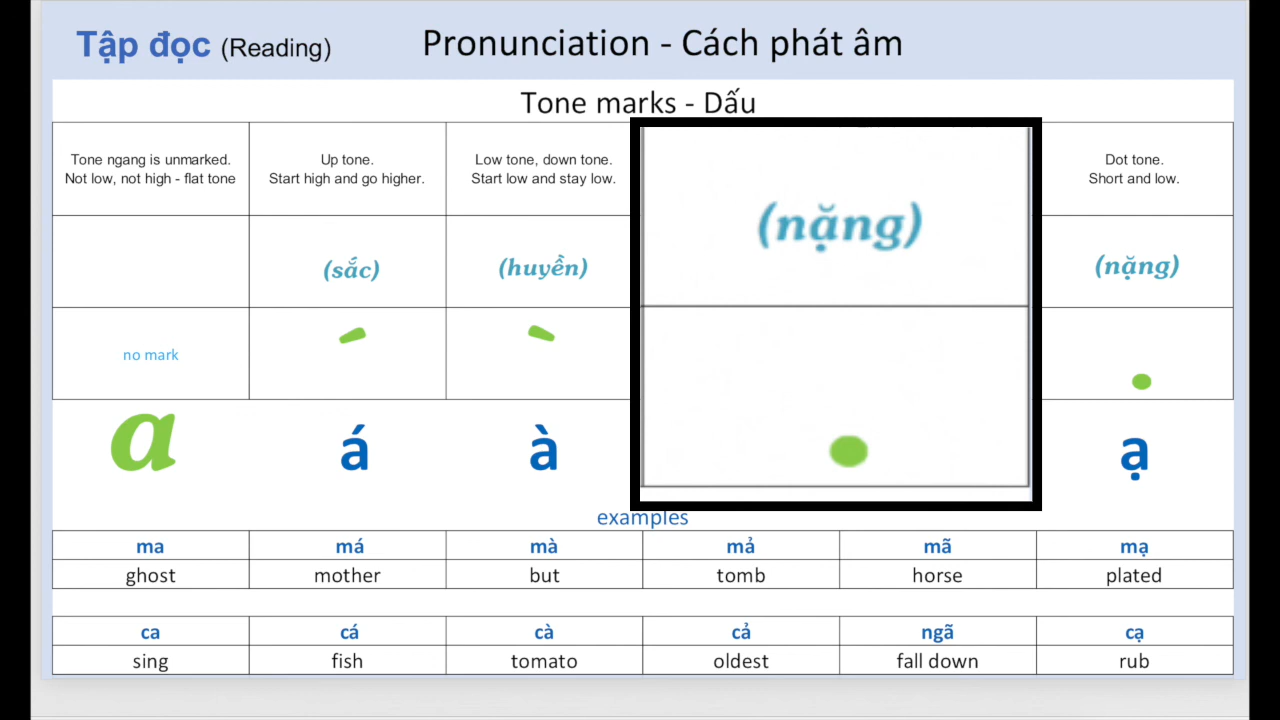 Tập đọc (Reading)
Pronunciation - Cách phát âm
Tone marks - Dấu
Tone ngang is unmarked.
Not low, not high - flat tone
Up tone.
Start high and go higher.
Low tone, down tone.
Start low and stay low.
Dot tone.
Short and low.
(sắc)
(huyền)
(nặng)
(nặng)
no mark
a
á
à
ạ
examples
ma má mà mả mã mạ
ghost mother but tomb horse plated
ca cá cà cả ngã cạ
sing fish tomato oldest fall down rub